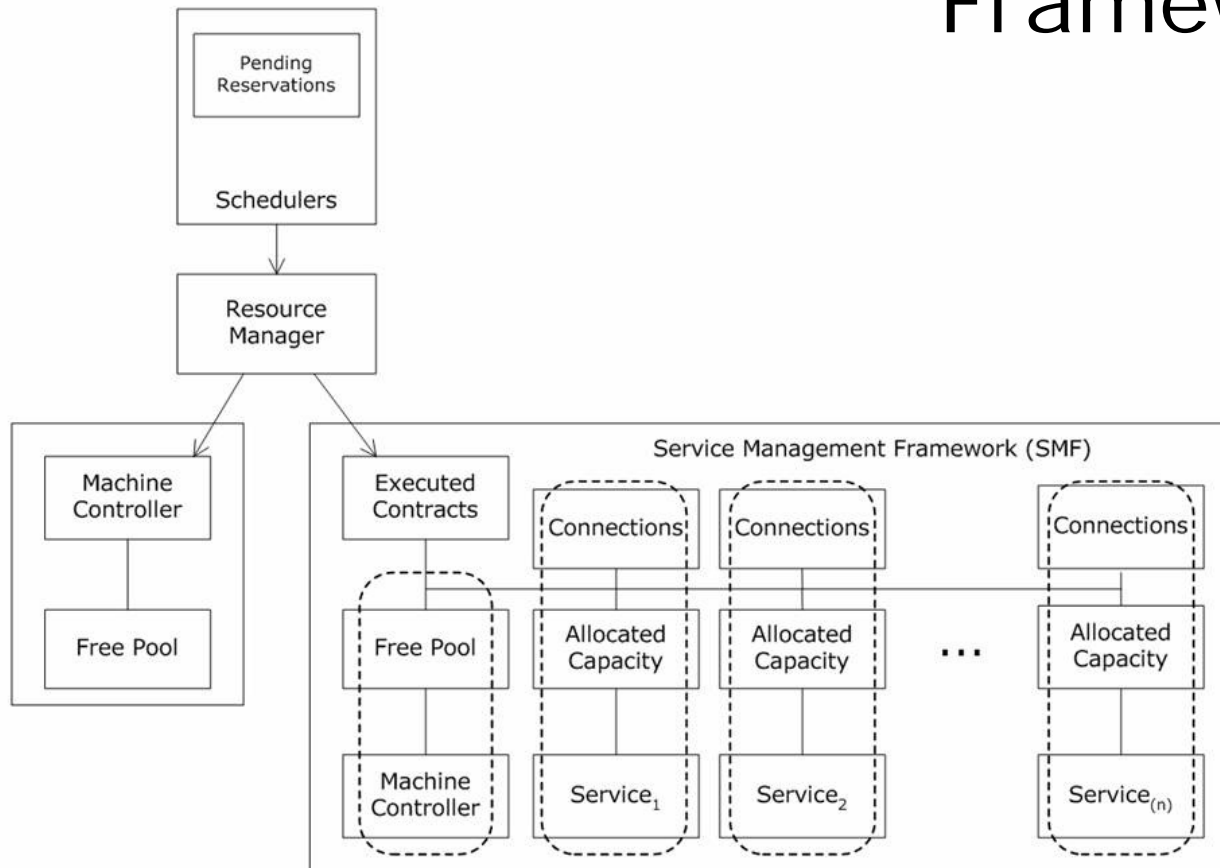 Pending
Reservations
Schedulers
Resource
Manager
Machine
Controller
Free Pool
Service Management Framework (SMF)
Executed
Contracts
Free Pool
Machine
Controller
Connections
Allocated
Capacity
Service1
Connections
Allocated
Capacity
Service2
...
Connections
Allocated
Capacity
Service(n)